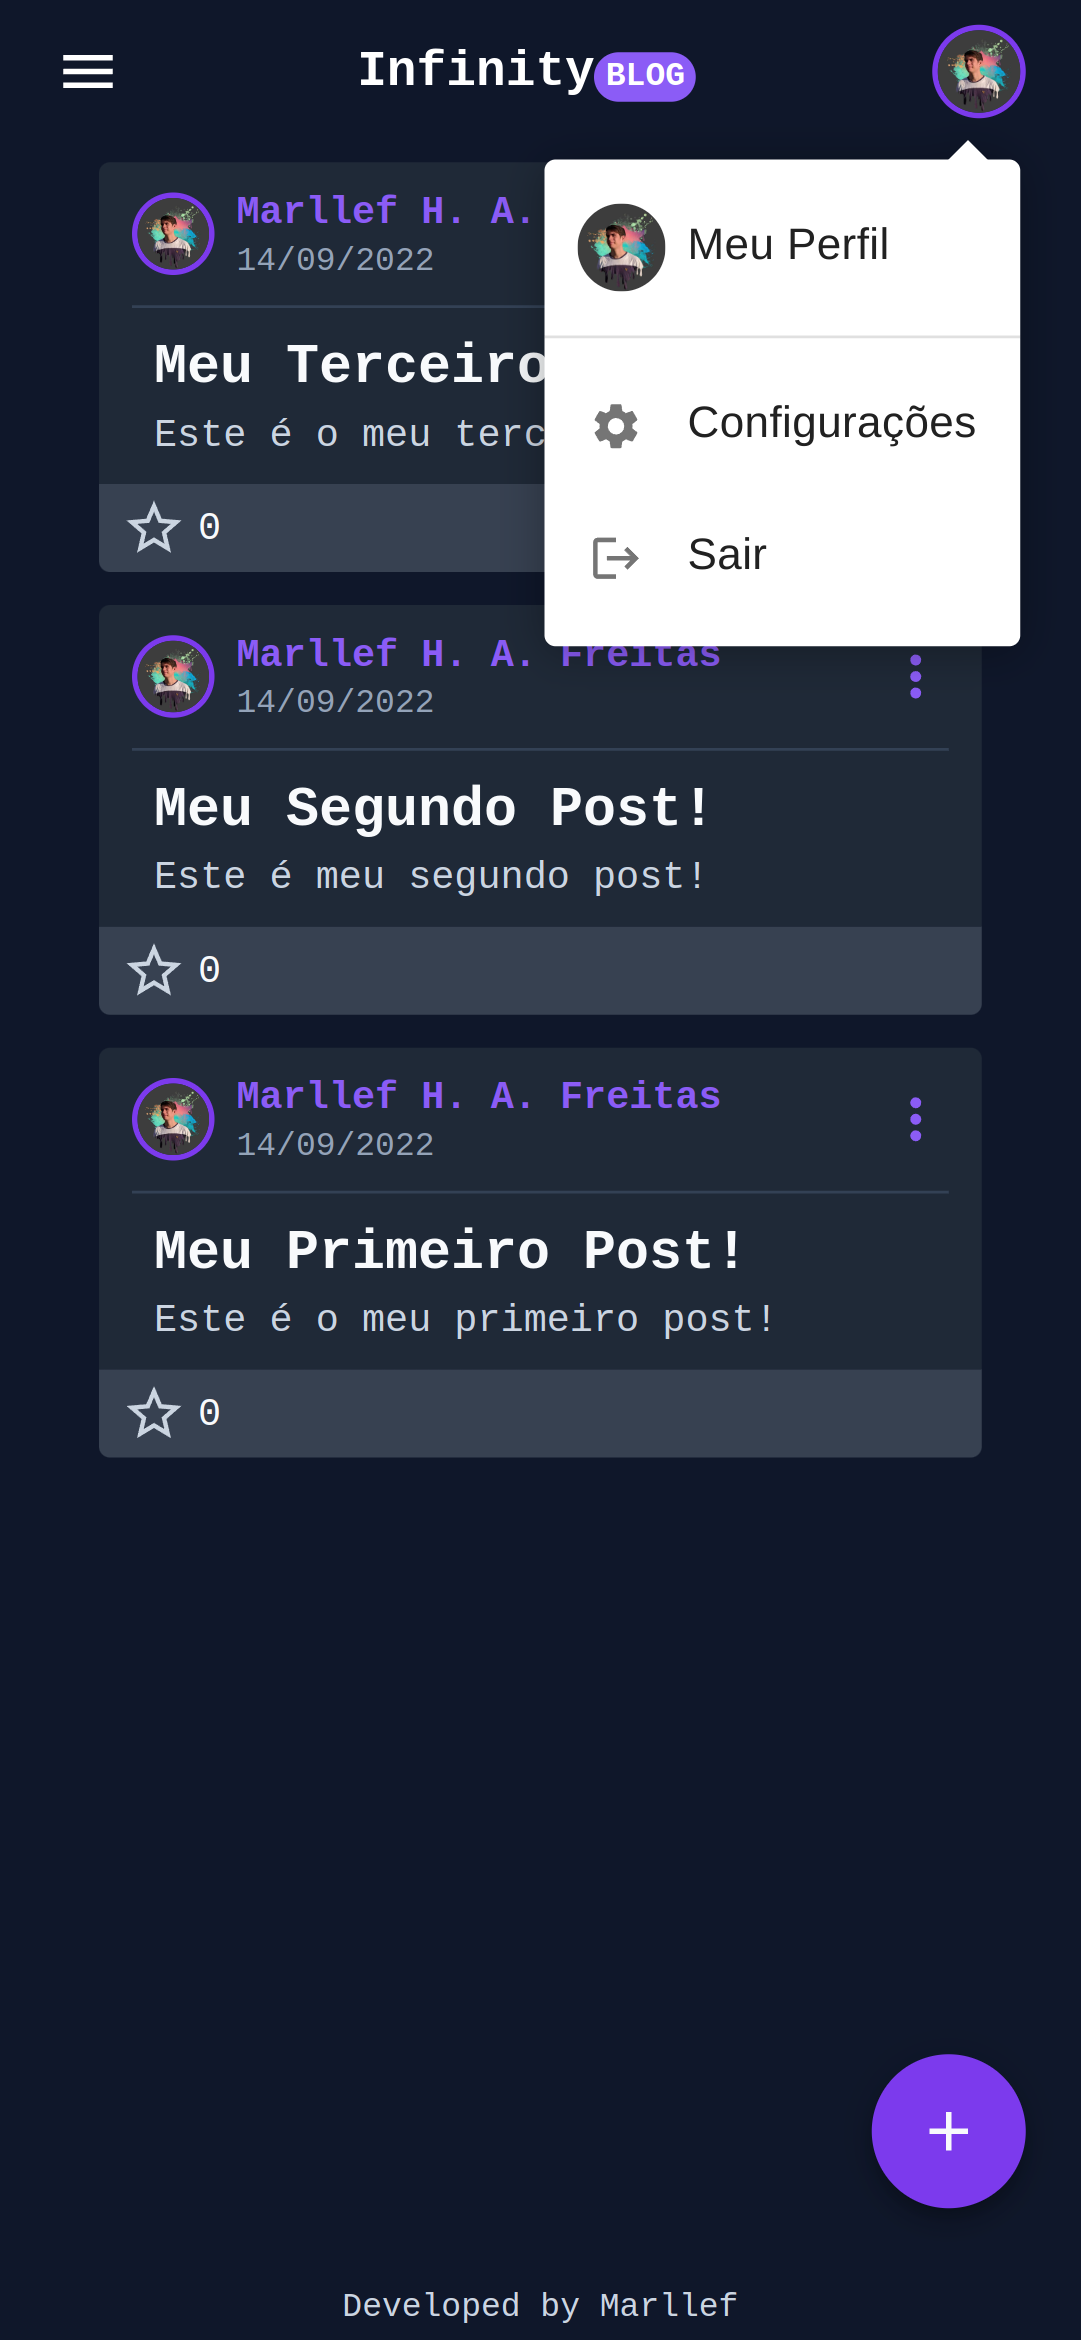 Infinity BLOG
Meu Perfil
Configurações
Sair
Marllef H. A.
14/09/2022
Meu Terceiro
Este é o meu terc
0
Marllef H. A. Freitas
14/09/2022
Meu Segundo Post!
Este é meu segundo post!
0
Marllef H. A. Freitas
14/09/2022
Meu Primeiro Post!
Este é o meu primeiro post!
0
Developed by Marllef